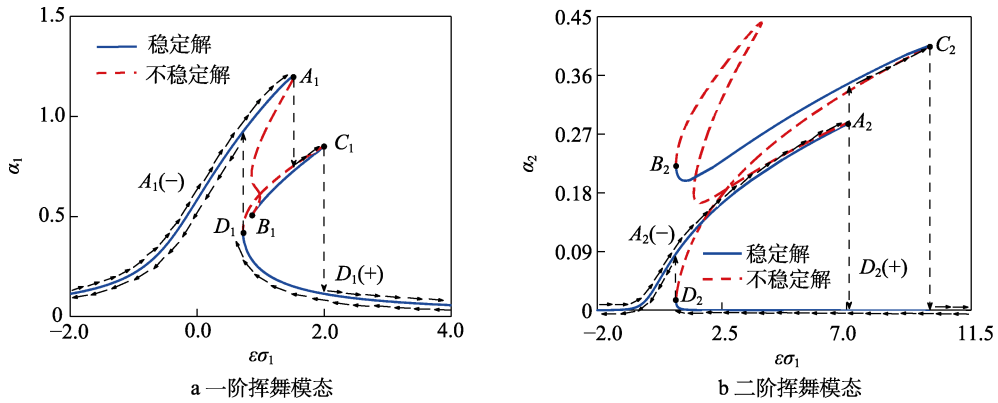 1.5
1.0
0.5
0
α₁
稳定解
不稳定解
A₁
C₁
A₁(−)
D₁
B₁
D₁(+)
−2.0 0.0 2.0 4.0
εσ₁
a 一阶挥舞模态
0.45
0.36
0.27
0.18
0.09
0
α₂
C₂
A₂
B₂
A₂(−)
稳定解
不稳定解
D₂(+)
D₂
−2.0 2.5 7.0 11.5
εσ₁
b 二阶挥舞模态